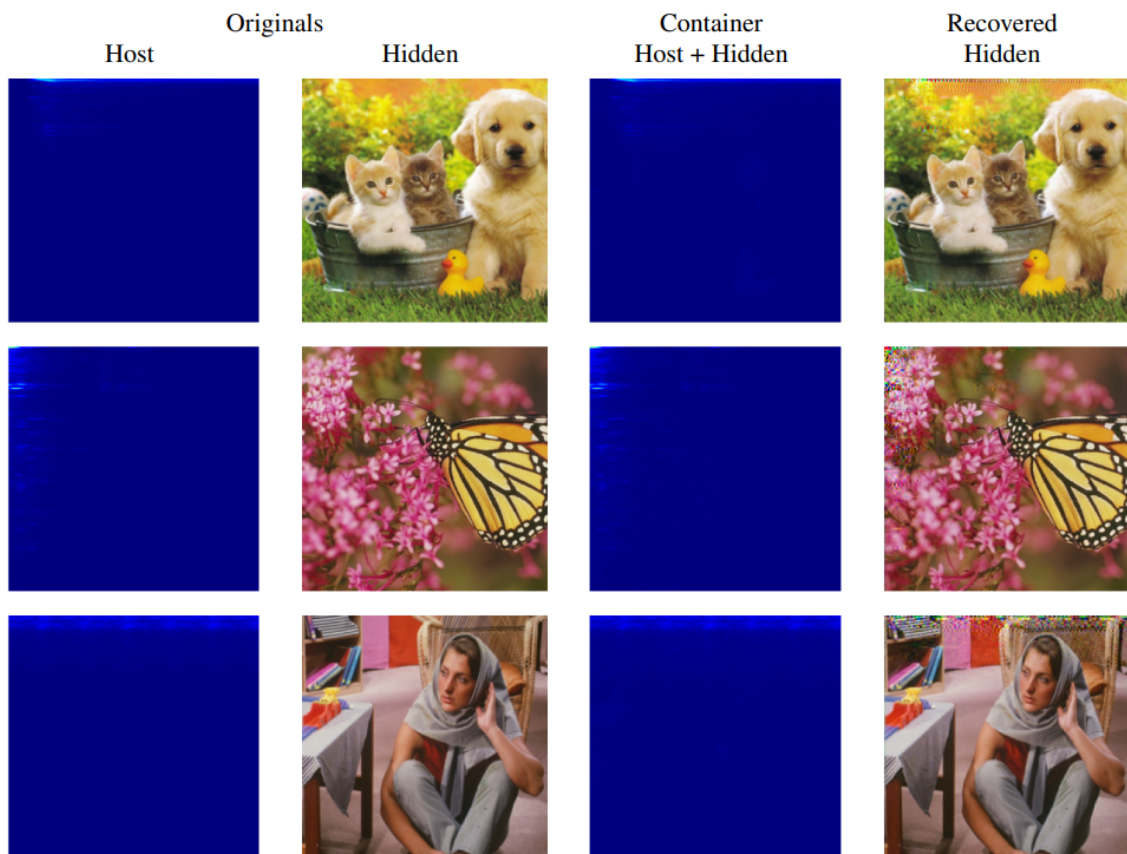 Originals
Container
Recovered
Host
Hidden
Host + Hidden
Hidden